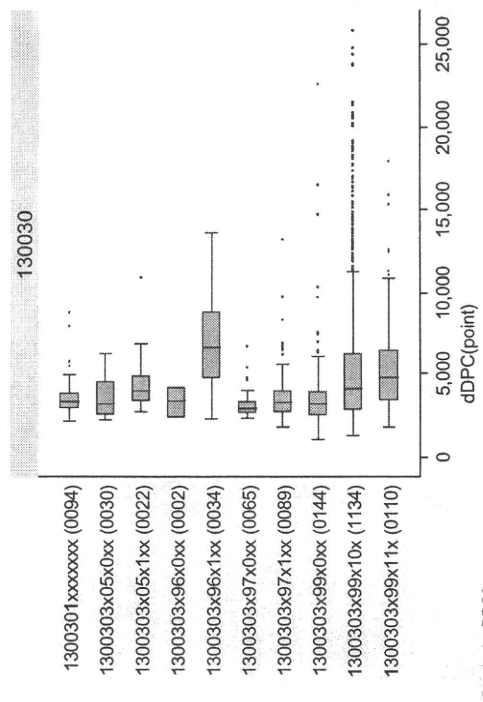 130030
1300301xxxxxxx (0094)
1300303x05x0xx (0030)
1300303x05x1xx (0022)
1300303x96x0xx (0002)
1300303x96x1xx (0034)
1300303x97x0xx (0065)
1300303x97x1xx (0089)
1300303x99x0xx (0144)
1300303x99x10x (1134)
1300303x99x11x (0110)
0
5,000
10,000
15,000
20,000
25,000
dDPC(point)